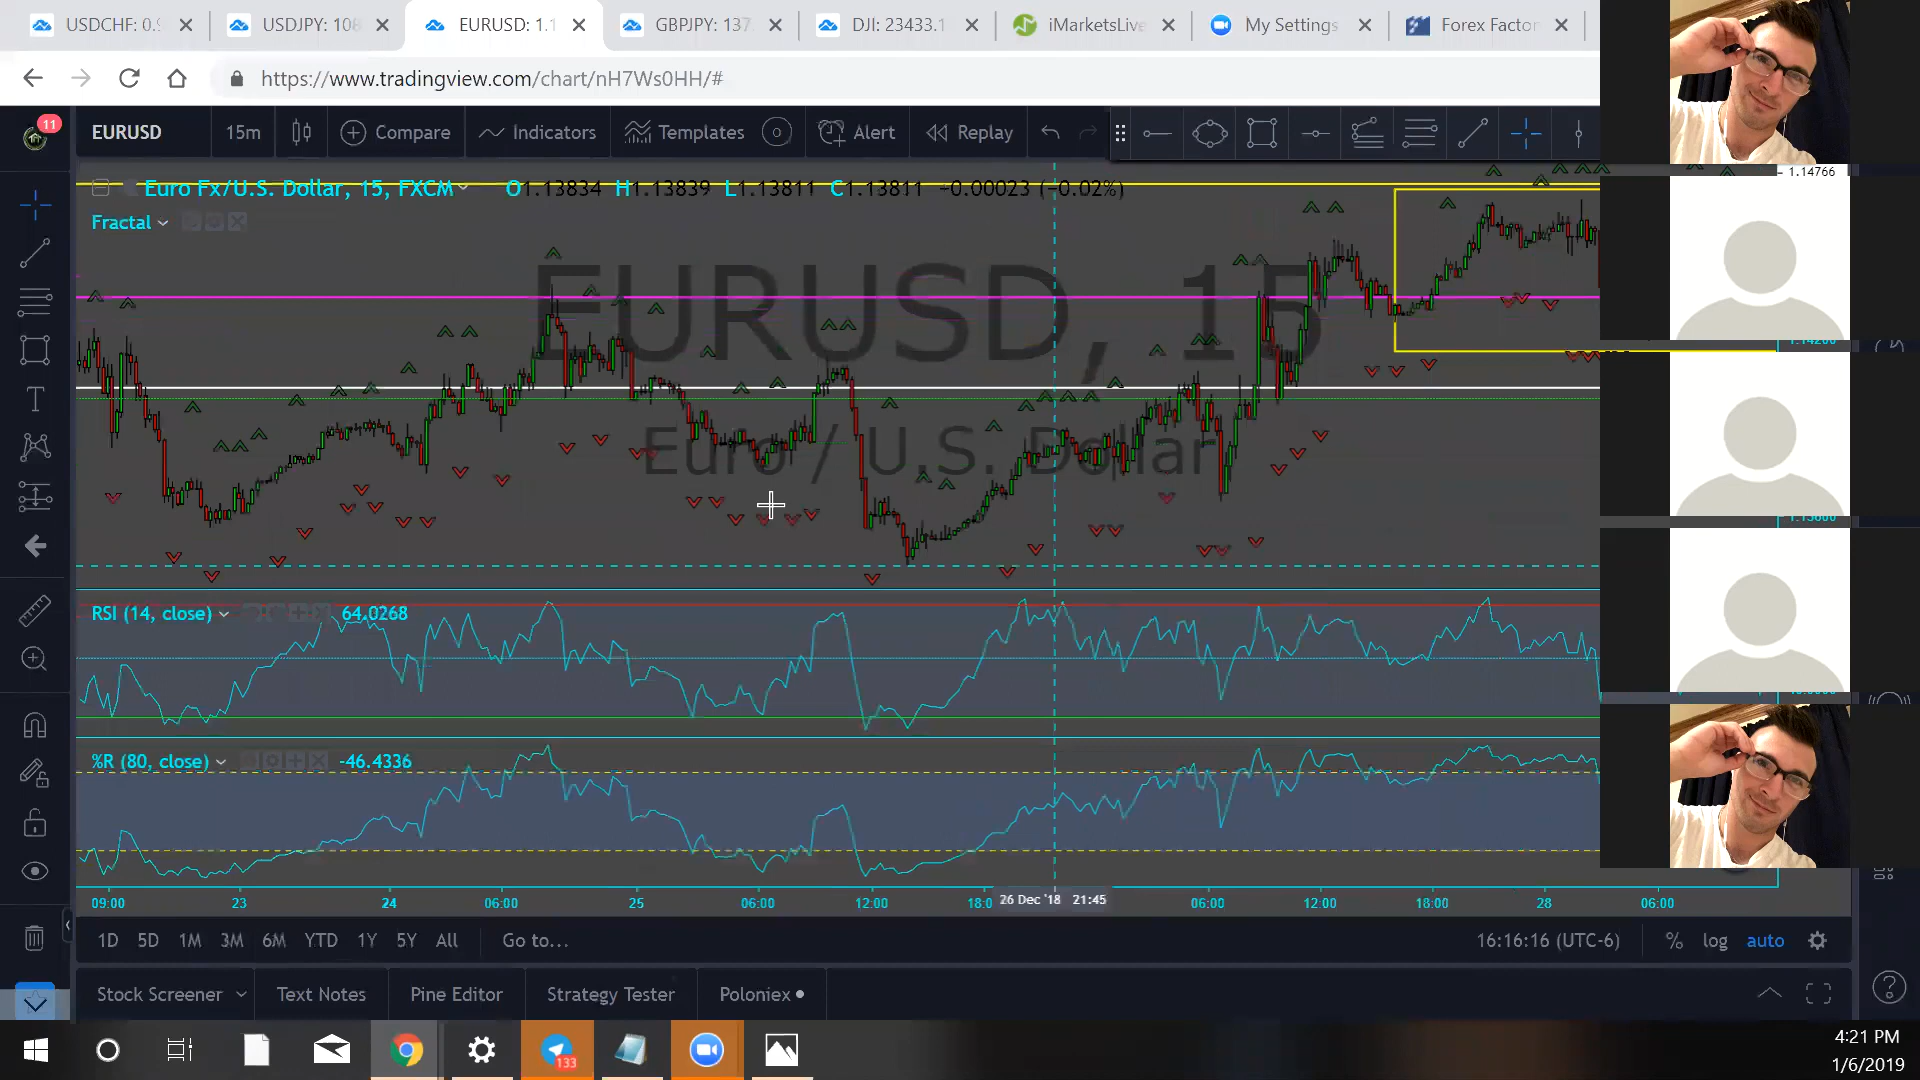 USDCHF: 0.9
USDJPY: 108
EURUSD: 1.1
GBPJPY: 137
DJI: 23433.1
iMarketsLive
My Settings
Forex Factor
https://www.tradingview.com/chart/nH7Ws0HH/#
11
EURUSD
15m
Compare
Indicators
Templates
Alert
Replay
1.14766
Euro Fx/U.S. Dollar, 15, FXCM
O1.13834 H1.13839 L1.13811 C1.13811 −0.00023 (−0.02%)
Fractal
EURUSD, 15
Euro / U.S. Dollar
1.14200
1.13600
RSI (14, close)
64.0268
%R (80, close)
-46.4336
09:00 23 24 06:00 25 06:00 12:00 18:0 26 Dec '18 21:45 06:00 12:00 18:00 28 06:00
1D 5D 1M 3M 6M YTD 1Y 5Y All Go to...
16:16:16 (UTC-6) % log auto
Stock Screener
Text Notes
Pine Editor
Strategy Tester
Poloniex
133
4:21 PM
1/6/2019